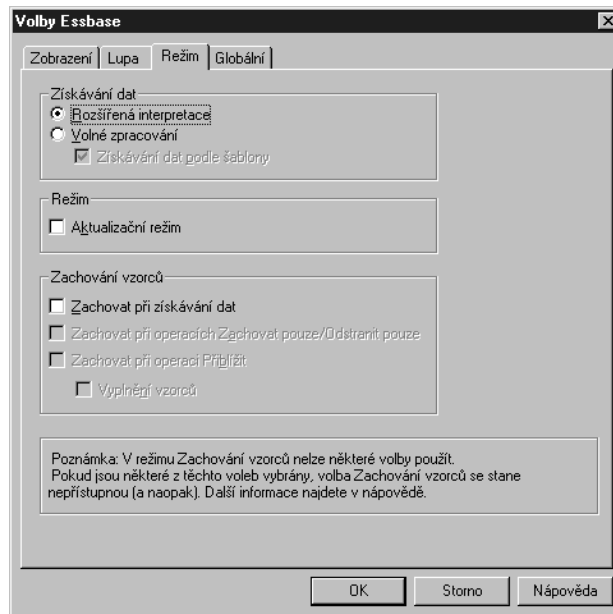 Volby Essbase
Zobrazení Lupa Režim Globální
Získávání dat
Rozšířená interpretace
Volné zpracování
Získávání dat podle šablony
Režim
Aktualizační režim
Zachování vzorců
Zachovat při získávání dat
Zachovat při operacích Zachovat pouze/Odstranit pouze
Zachovat při operaci Přiblížit
Vyplnění vzorců
Poznámka: V režimu Zachování vzorců nelze některé volby použít.
Pokud jsou některé z těchto voleb vybrány, volba Zachování vzorců se stane
nepřístupnou (a naopak). Další informace najdete v nápovědě.
OK Storno Nápověda